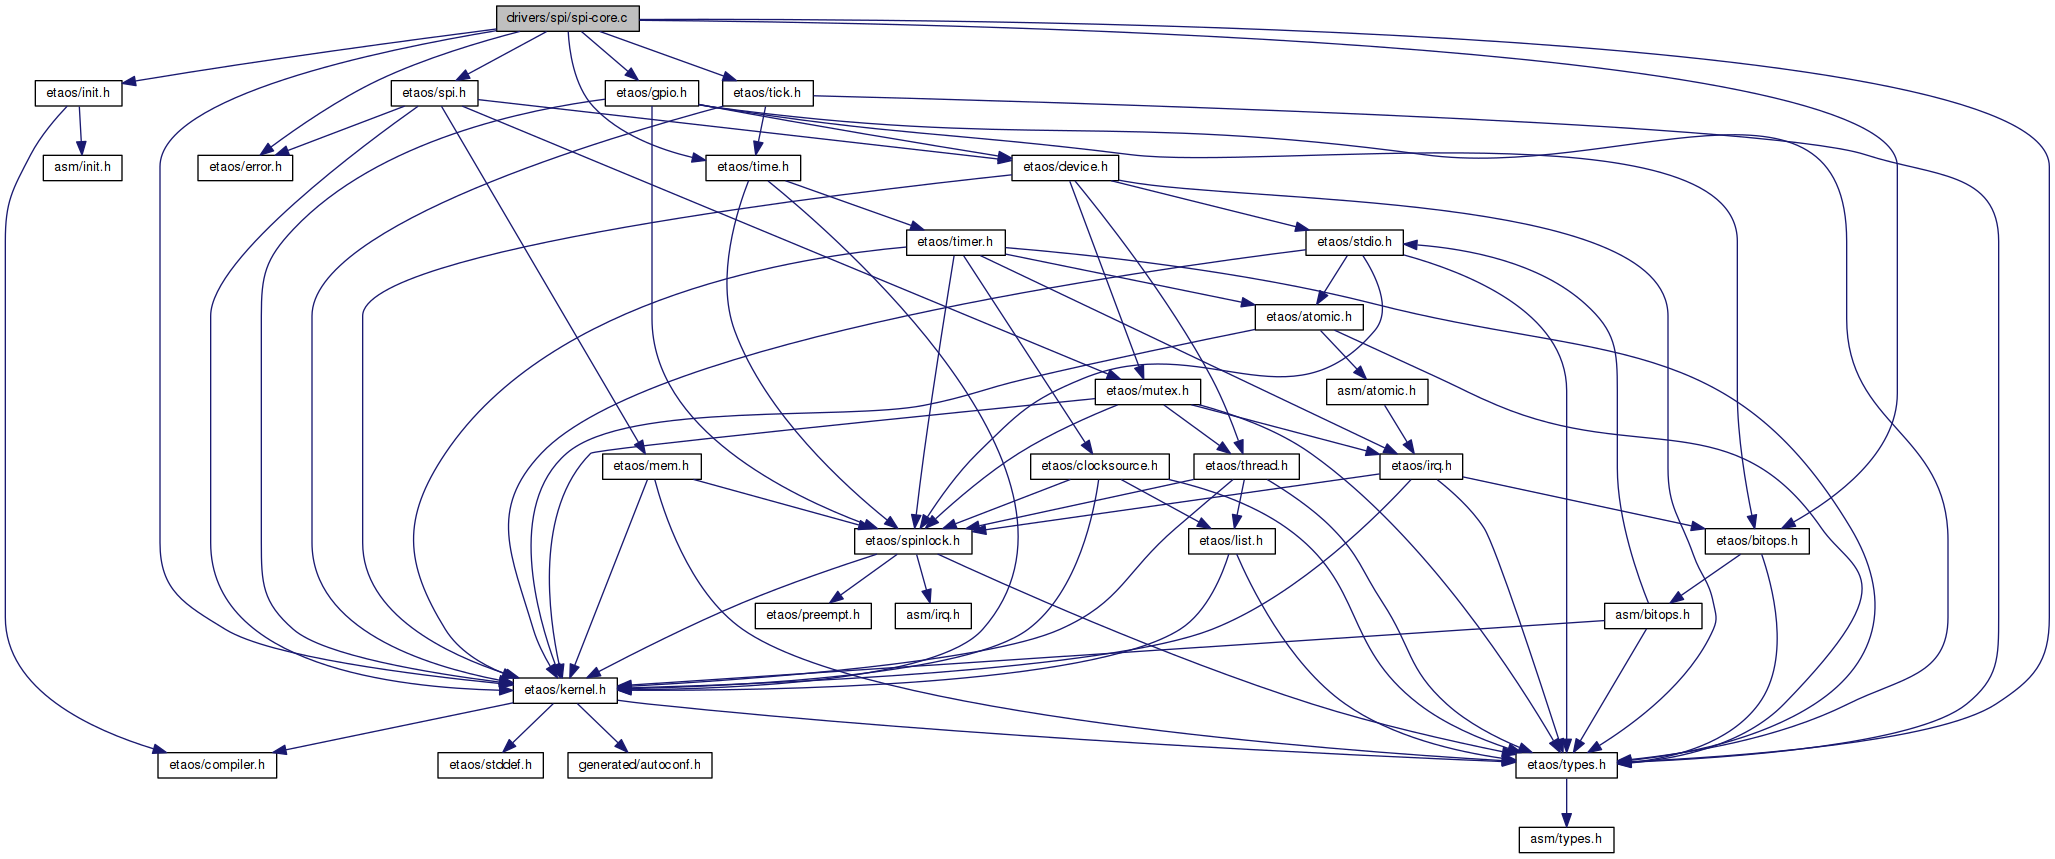 drivers/spi/spi-core.c
etaos/init.h
etaos/spi.h
etaos/gpio.h
etaos/tick.h
asm/init.h
etaos/error.h
etaos/time.h
etaos/device.h
etaos/timer.h
etaos/stdio.h
etaos/atomic.h
etaos/mutex.h
asm/atomic.h
etaos/mem.h
etaos/clocksource.h
etaos/thread.h
etaos/irq.h
etaos/spinlock.h
etaos/list.h
etaos/bitops.h
etaos/preempt.h
asm/irq.h
asm/bitops.h
etaos/kernel.h
etaos/compiler.h
etaos/stddef.h
generated/autoconf.h
etaos/types.h
asm/types.h